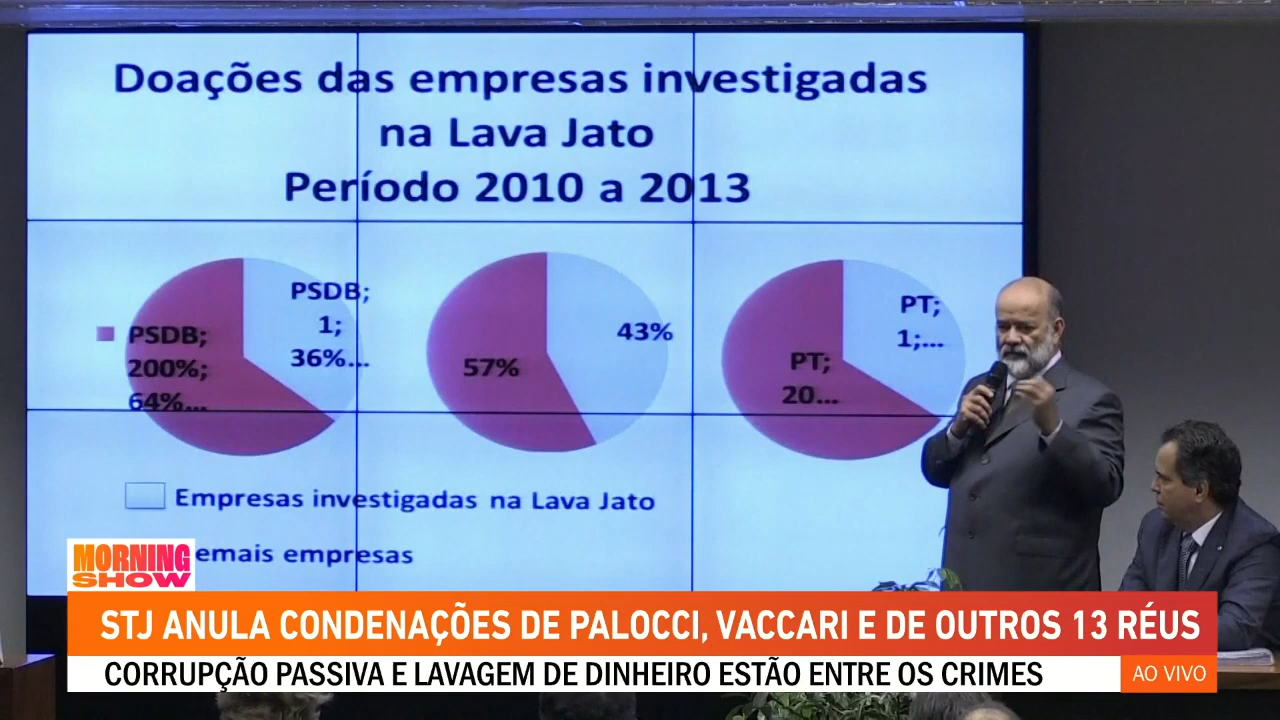 Doações das empresas investigadas
na Lava Jato
Período 2010 a 2013
PSDB;
200%;
64%...
PSDB;
1;
36%...
57%
43%
PT;
20...
PT;
1;...
Empresas investigadas na Lava Jato
emais empresas
MORNING
SHOW
STJ ANULA CONDENAÇÕES DE PALOCCI, VACCARI E DE OUTROS 13 RÉUS
CORRUPÇÃO PASSIVA E LAVAGEM DE DINHEIRO ESTÃO ENTRE OS CRIMES
AO VIVO